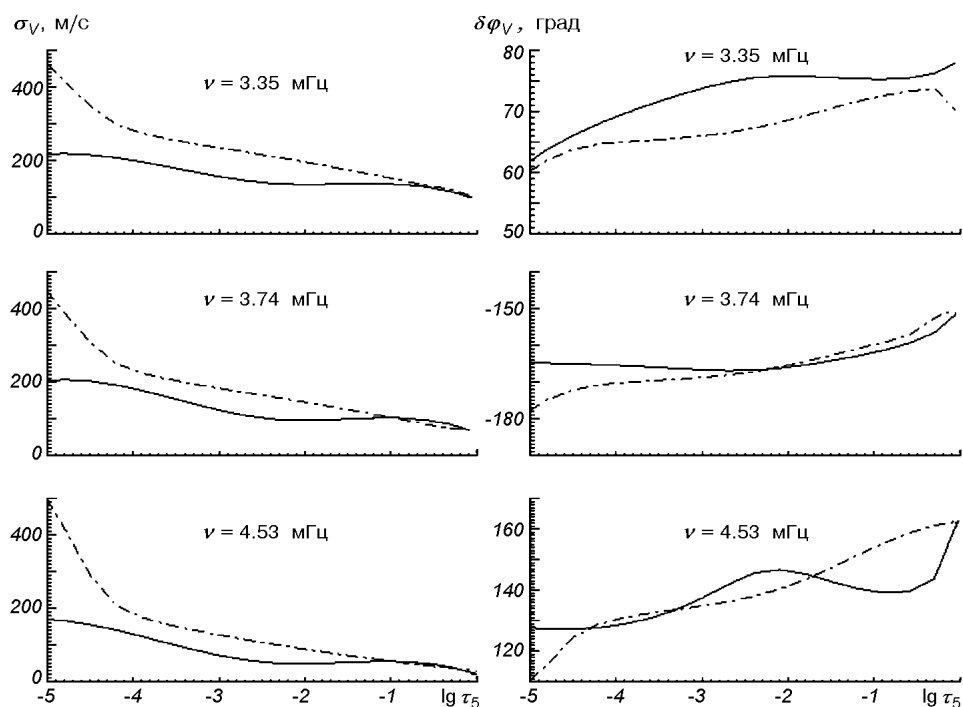 σV, м/с
δφV, град
400
200
0
ν = 3.35 мГц
80
70
60
50
ν = 3.35 мГц
400
200
0
ν = 3.74 мГц
-150
-180
ν = 3.74 мГц
400
200
0
ν = 4.53 мГц
-5 -4 -3 -2 -1 lg τ5
160
140
120
ν = 4.53 мГц
-5 -4 -3 -2 -1 lg τ5